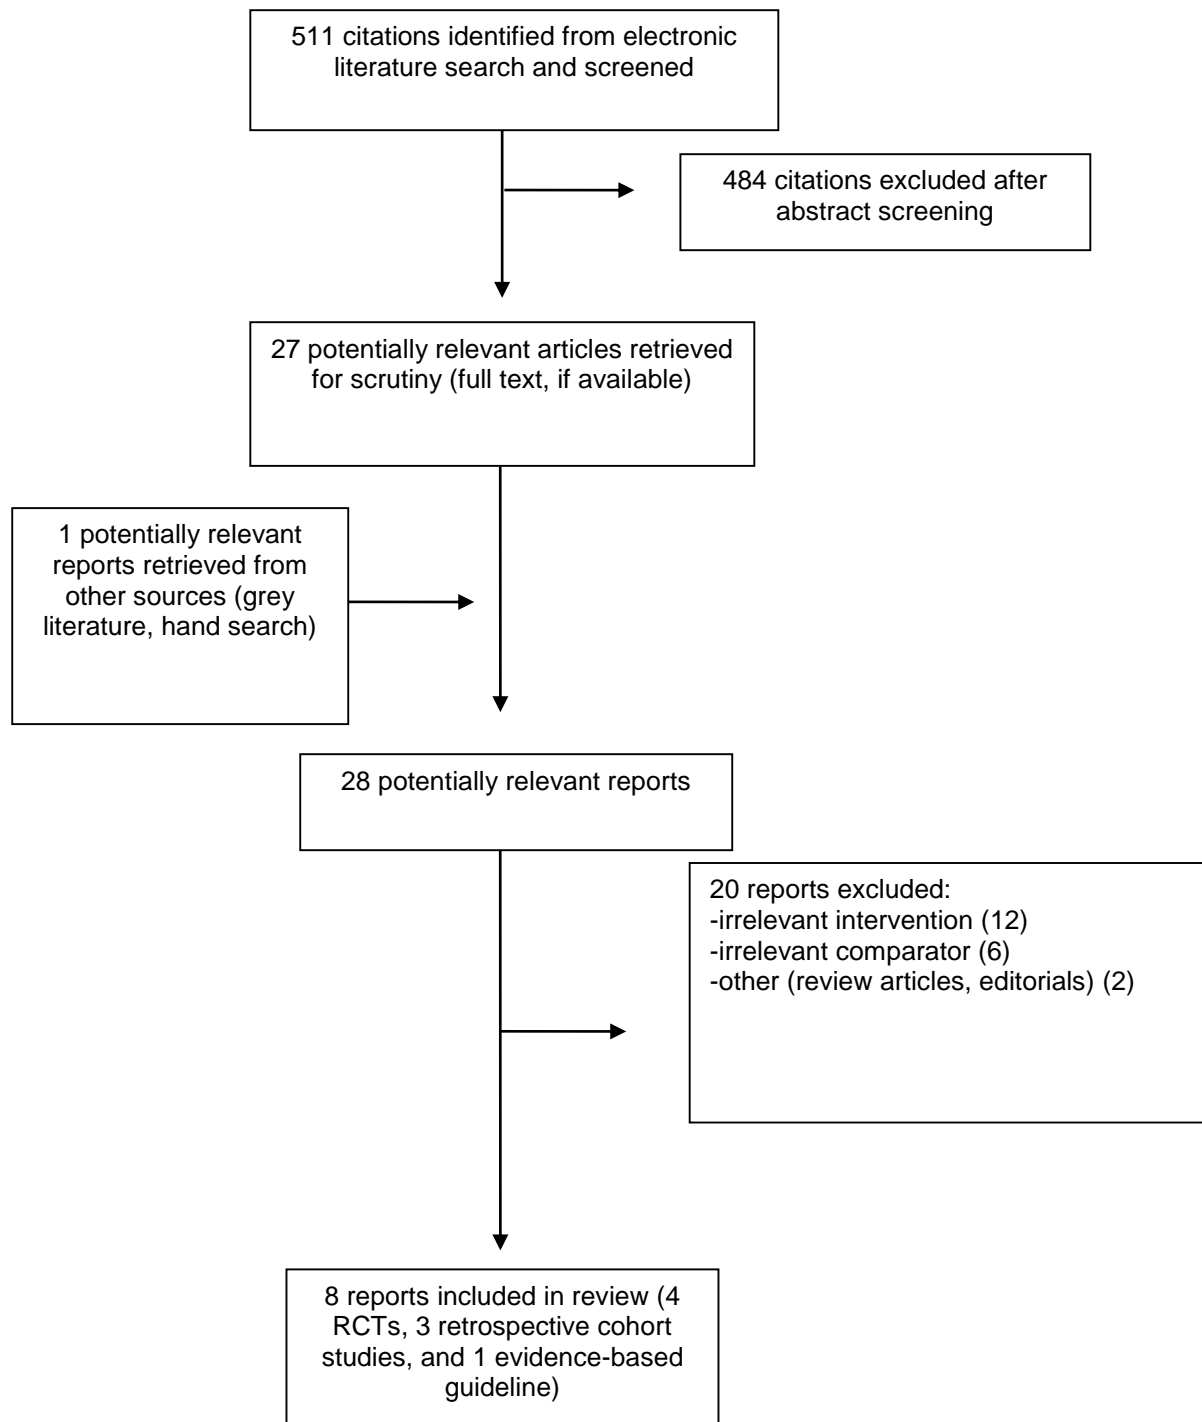 511 citations identified from electronic
literature search and screened
484 citations excluded after
abstract screening
27 potentially relevant articles retrieved
for scrutiny (full text, if available)
1 potentially relevant
reports retrieved from
other sources (grey
literature, hand search)
28 potentially relevant reports
20 reports excluded:
-irrelevant intervention (12)
-irrelevant comparator (6)
-other (review articles, editorials) (2)
8 reports included in review (4
RCTs, 3 retrospective cohort
studies, and 1 evidence-based
guideline)